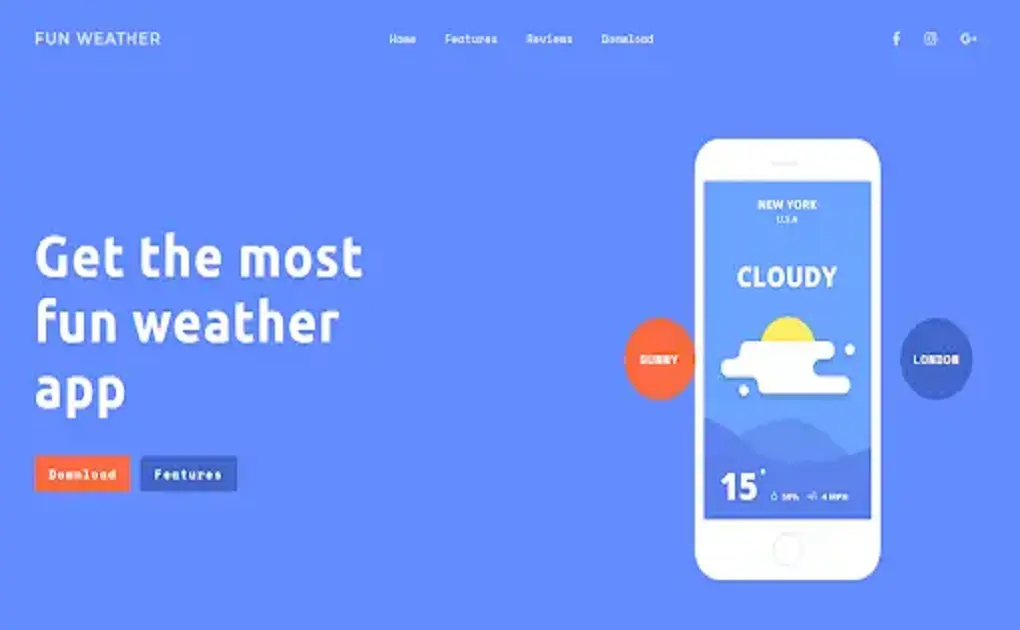 FUN WEATHER
Home Features Reviews Download
Get the most
fun weather
app
Download Features
NEW YORK
U.S.A
CLOUDY
SUNNY
LONDON
15°
4 MPH